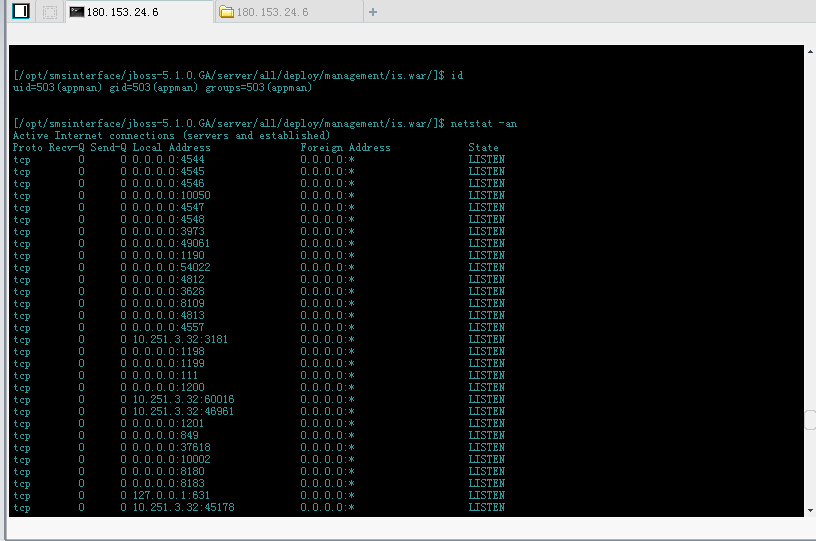 180.153.24.6 180.153.24.6
[/opt/smsinterface/jboss-5.1.0.GA/server/all/deploy/management/is.war/]$ id
uid=503(appman) gid=503(appman) groups=503(appman)
[/opt/smsinterface/jboss-5.1.0.GA/server/all/deploy/management/is.war/]$ netstat -an
Active Internet connections (servers and established)
Proto Recv-Q Send-Q Local Address Foreign Address State
tcp 0 0 0.0.0.0:4544 0.0.0.0:* LISTEN
tcp 0 0 0.0.0.0:4545 0.0.0.0:* LISTEN
tcp 0 0 0.0.0.0:4546 0.0.0.0:* LISTEN
tcp 0 0 0.0.0.0:10050 0.0.0.0:* LISTEN
tcp 0 0 0.0.0.0:4547 0.0.0.0:* LISTEN
tcp 0 0 0.0.0.0:4548 0.0.0.0:* LISTEN
tcp 0 0 0.0.0.0:3973 0.0.0.0:* LISTEN
tcp 0 0 0.0.0.0:49061 0.0.0.0:* LISTEN
tcp 0 0 0.0.0.0:1190 0.0.0.0:* LISTEN
tcp 0 0 0.0.0.0:54022 0.0.0.0:* LISTEN
tcp 0 0 0.0.0.0:4812 0.0.0.0:* LISTEN
tcp 0 0 0.0.0.0:3628 0.0.0.0:* LISTEN
tcp 0 0 0.0.0.0:8109 0.0.0.0:* LISTEN
tcp 0 0 0.0.0.0:4813 0.0.0.0:* LISTEN
tcp 0 0 0.0.0.0:4557 0.0.0.0:* LISTEN
tcp 0 0 10.251.3.32:3181 0.0.0.0:* LISTEN
tcp 0 0 0.0.0.0:1198 0.0.0.0:* LISTEN
tcp 0 0 0.0.0.0:1199 0.0.0.0:* LISTEN
tcp 0 0 0.0.0.0:111 0.0.0.0:* LISTEN
tcp 0 0 0.0.0.0:1200 0.0.0.0:* LISTEN
tcp 0 0 10.251.3.32:60016 0.0.0.0:* LISTEN
tcp 0 0 10.251.3.32:46961 0.0.0.0:* LISTEN
tcp 0 0 0.0.0.0:1201 0.0.0.0:* LISTEN
tcp 0 0 0.0.0.0:849 0.0.0.0:* LISTEN
tcp 0 0 0.0.0.0:37618 0.0.0.0:* LISTEN
tcp 0 0 0.0.0.0:10002 0.0.0.0:* LISTEN
tcp 0 0 0.0.0.0:8180 0.0.0.0:* LISTEN
tcp 0 0 0.0.0.0:8183 0.0.0.0:* LISTEN
tcp 0 0 127.0.0.1:631 0.0.0.0:* LISTEN
tcp 0 0 10.251.3.32:45178 0.0.0.0:* LISTEN